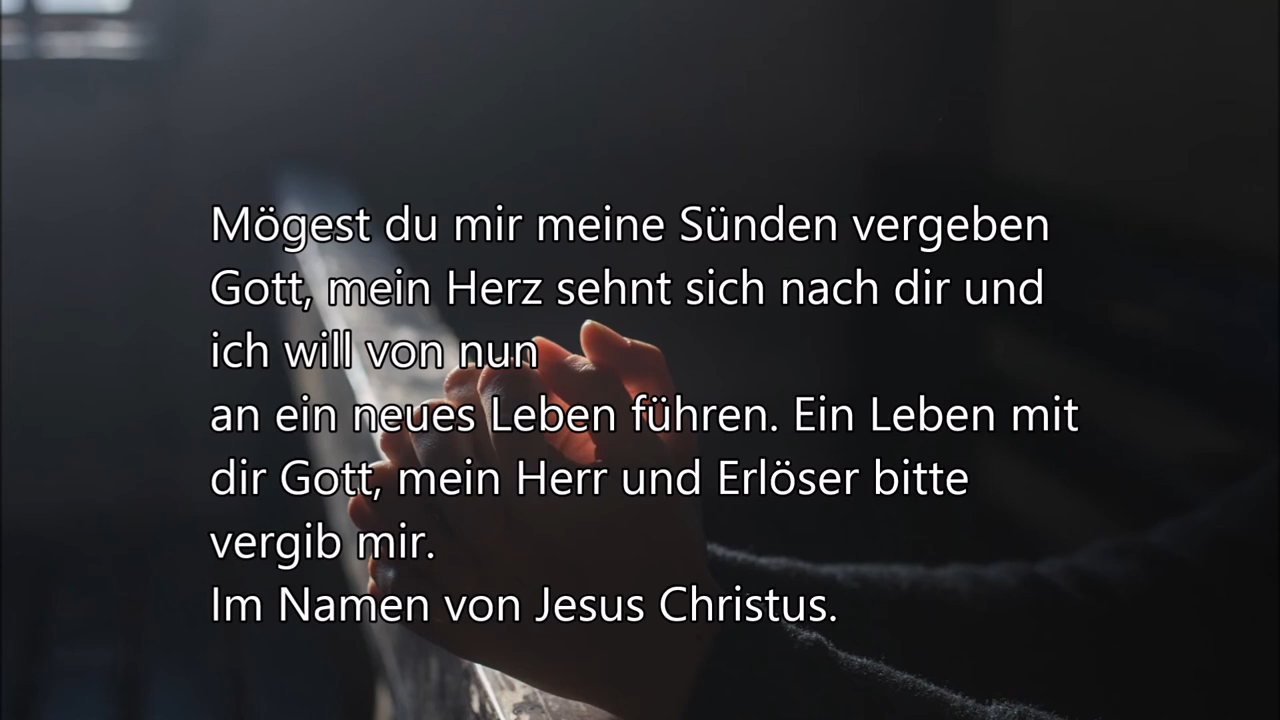 Mögest du mir meine Sünden vergeben
Gott, mein Herz sehnt sich nach dir und
ich will von nun
an ein neues Leben führen. Ein Leben mit
dir Gott, mein Herr und Erlöser bitte
vergib mir.
Im Namen von Jesus Christus.